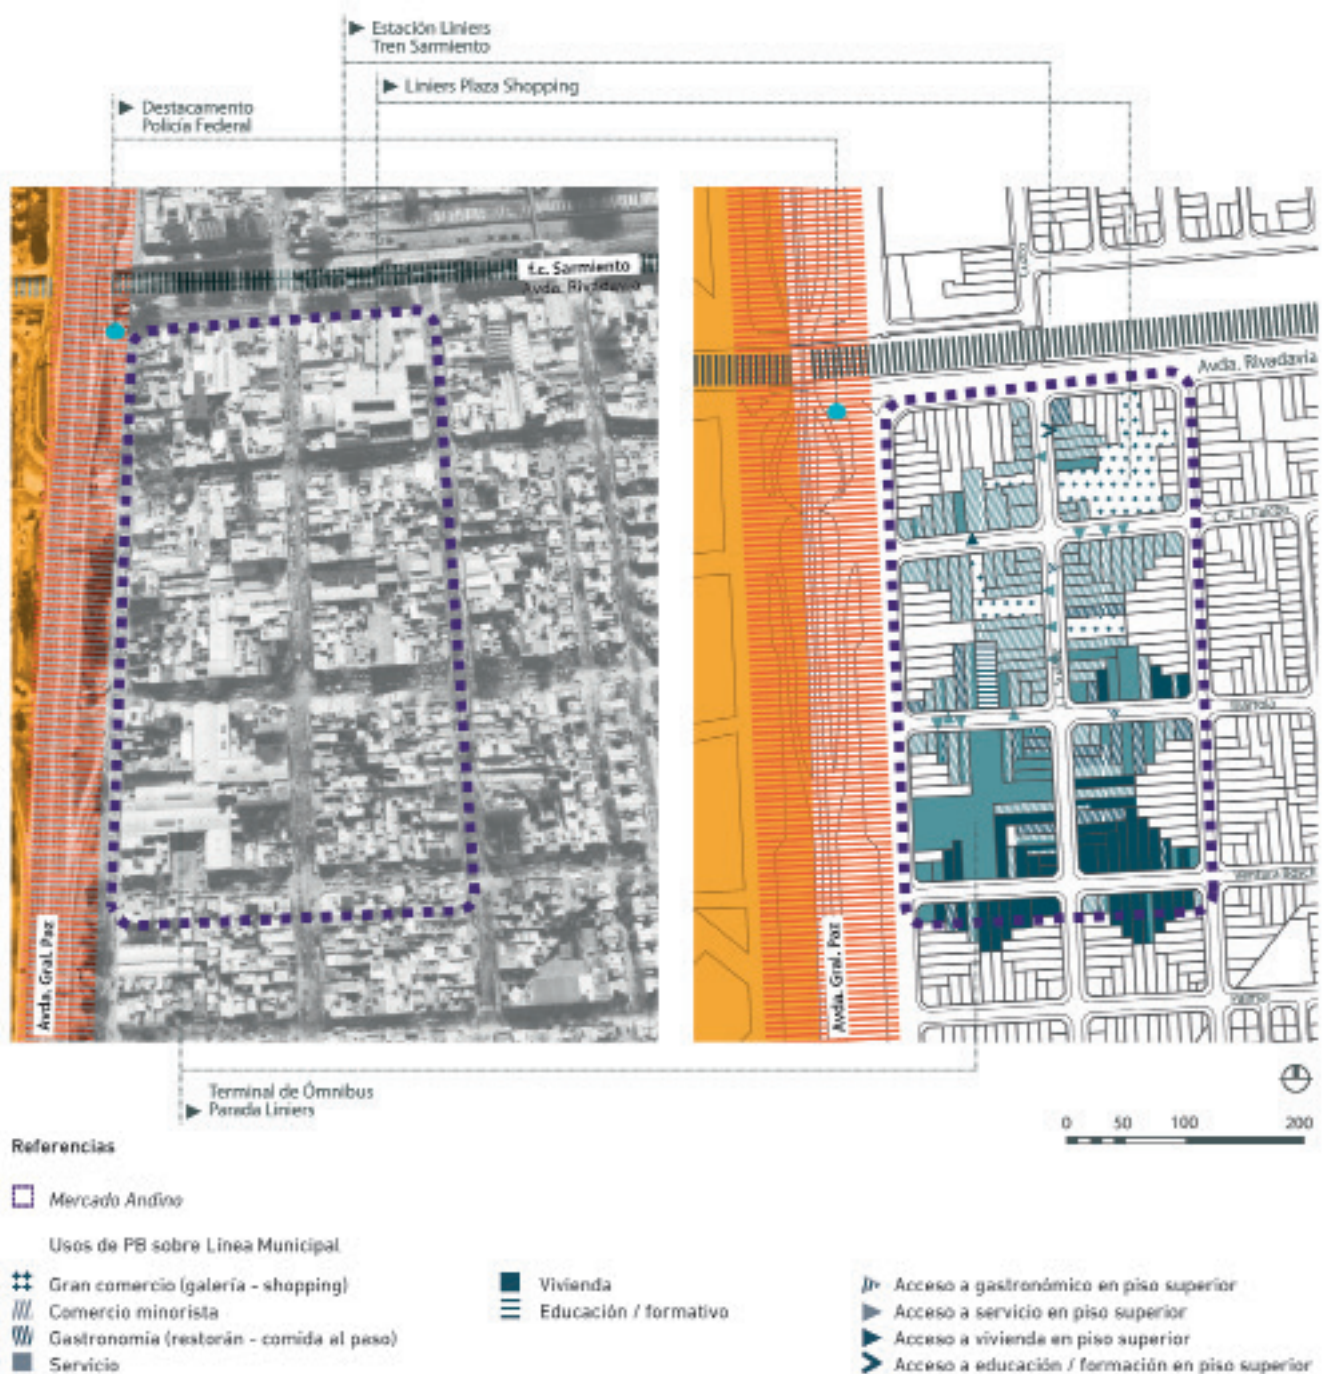 Estación Liniers
Tren Sarmiento
Liniers Plaza Shopping
Destacamento
Policía Federal
f.c. Sarmiento
Avda. Rivadavia
Avda. Rivadavia
Ibarrola
Ventura Bosch
Avda. Gral. Paz
Avda. Gral. Paz
Terminal de Ómnibus
Parada Liniers
0 50 100 200
Referencias
Mercado Andino
Usos de PB sobre Línea Municipal
Gran comercio (galería - shopping)
Comercio minorista
Gastronomía (restorán - comida al paso)
Servicio
Vivienda
Educación / formativo
Acceso a gastronómico en piso superior
Acceso a servicio en piso superior
Acceso a vivienda en piso superior
Acceso a educación / formación en piso superior